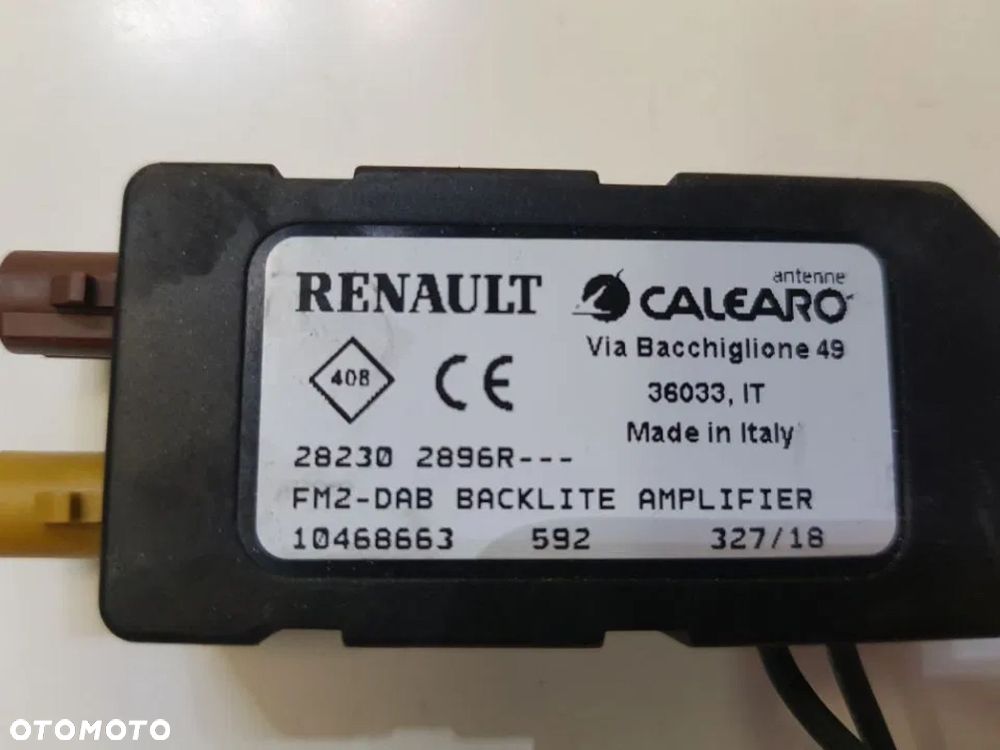 RENAULT
antenne
CALEARO
Via Bacchiglione 49
36033, IT
Made in Italy
408
CE
28230 2896R---
FM2-DAB BACKLITE AMPLIFIER
10468663 592 327/18
OTOMOTO